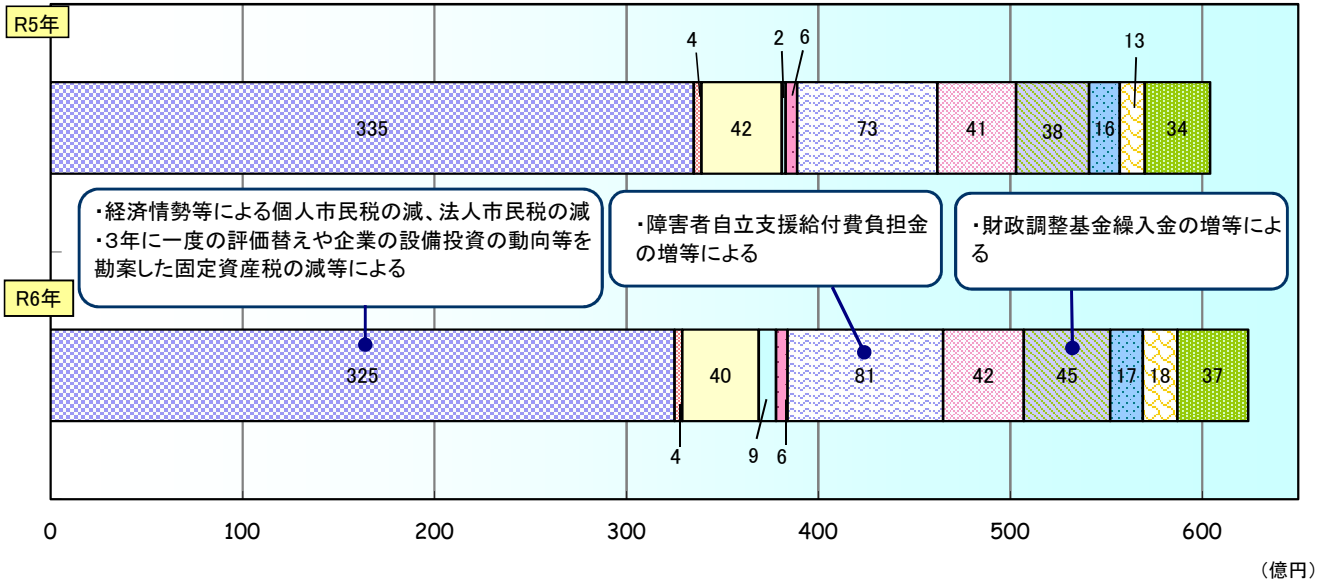 R5年
4
2
6
13
335
42
73
41
38
16
34
・経済情勢等による個人市民税の減、法人市民税の減
・3年に一度の評価替えや企業の設備投資の動向等を
勘案した固定資産税の減等による
・障害者自立支援給付費負担金
の増等による
・財政調整基金繰入金の増等によ
る
R6年
325
40
81
42
45
17
18
37
4
9
6
0
100
200
300
400
500
600
(億円)